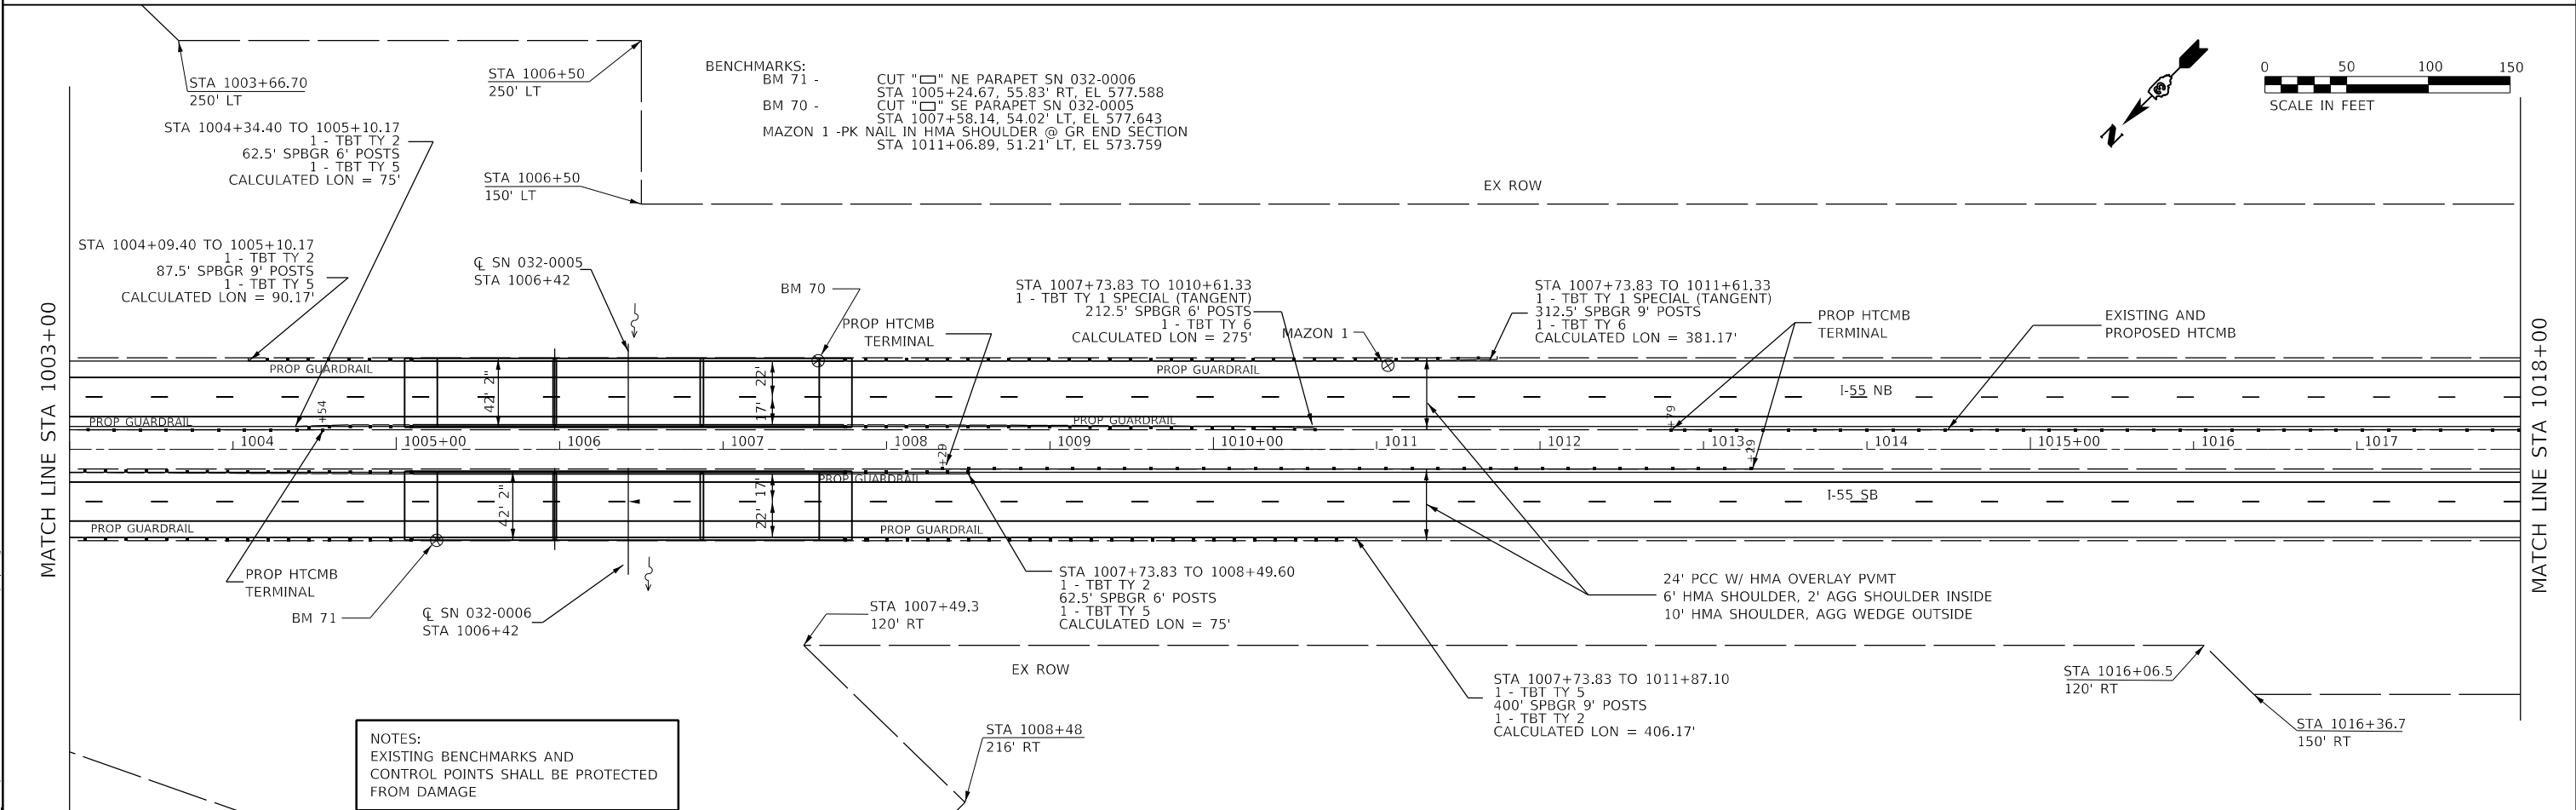 STA 1003+66.70
250' LT
STA 1006+50
250' LT
BENCHMARKS:
BM 71 - CUT "▭" NE PARAPET SN 032-0006
STA 1005+24.67, 55.83' RT, EL 577.588
BM 70 - CUT "▭" SE PARAPET SN 032-0005
STA 1007+58.14, 54.02' LT, EL 577.643
MAZON 1 -PK NAIL IN HMA SHOULDER @ GR END SECTION
STA 1011+06.89, 51.21' LT, EL 573.759
N
0 50 100 150
SCALE IN FEET
STA 1004+34.40 TO 1005+10.17
1 - TBT TY 2
62.5' SPBGR 6' POSTS
1 - TBT TY 5
CALCULATED LON = 75'
STA 1006+50
150' LT
EX ROW
STA 1004+09.40 TO 1005+10.17
1 - TBT TY 2
87.5' SPBGR 9' POSTS
1 - TBT TY 5
CALCULATED LON = 90.17'
℄ SN 032-0005
STA 1006+42
BM 70
PROP HTCMB
TERMINAL
STA 1007+73.83 TO 1010+61.33
1 - TBT TY 1 SPECIAL (TANGENT)
212.5' SPBGR 6' POSTS
1 - TBT TY 6
CALCULATED LON = 275'
MAZON 1
STA 1007+73.83 TO 1011+61.33
1 - TBT TY 1 SPECIAL (TANGENT)
312.5' SPBGR 9' POSTS
1 - TBT TY 6
CALCULATED LON = 381.17'
PROP HTCMB
TERMINAL
EXISTING AND
PROPOSED HTCMB
MATCH LINE STA 1003+00
MATCH LINE STA 1018+00
PROP GUARDRAIL
42' 2"
22'
17'
PROP GUARDRAIL
I-55 NB
PROP GUARDRAIL
+54
PROP GUARDRAIL
+79
1004 1005+00 1006 1007 1008 1009 1010+00 1011 1012 1013 1014 1015+00 1016 1017
+29
+29
PROP GUARDRAIL
42' 2"
17'
22'
I-55 SB
PROP GUARDRAIL
PROP GUARDRAIL
PROP HTCMB
TERMINAL
BM 71
℄ SN 032-0006
STA 1006+42
STA 1007+49.3
120' RT
STA 1007+73.83 TO 1008+49.60
1 - TBT TY 2
62.5' SPBGR 6' POSTS
1 - TBT TY 5
CALCULATED LON = 75'
24' PCC W/ HMA OVERLAY PVMT
6' HMA SHOULDER, 2' AGG SHOULDER INSIDE
10' HMA SHOULDER, AGG WEDGE OUTSIDE
EX ROW
STA 1016+06.5
120' RT
STA 1007+73.83 TO 1011+87.10
1 - TBT TY 5
400' SPBGR 9' POSTS
1 - TBT TY 2
CALCULATED LON = 406.17'
STA 1016+36.7
150' RT
STA 1008+48
216' RT
NOTES:
EXISTING BENCHMARKS AND
CONTROL POINTS SHALL BE PROTECTED
FROM DAMAGE